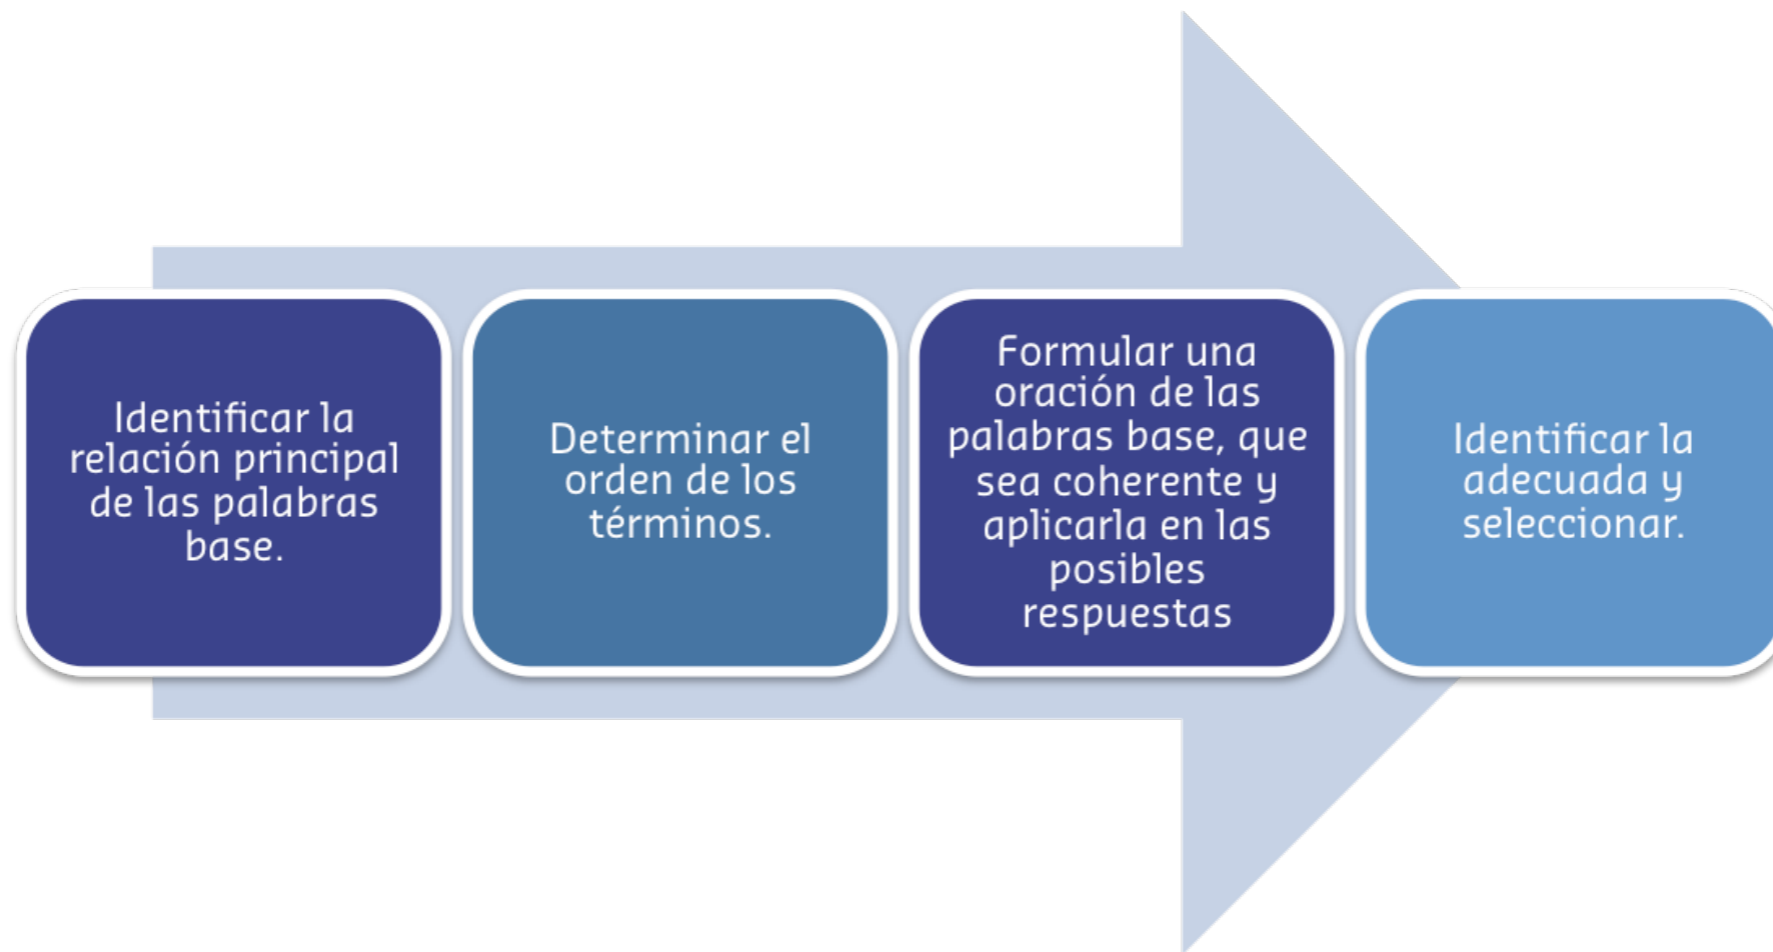 Identificar la
relación principal
de las palabras
base.
Determinar el
orden de los
términos.
Formular una
oración de las
palabras base, que
sea coherente y
aplicarla en las
posibles
respuestas
Identificar la
adecuada y
seleccionar.